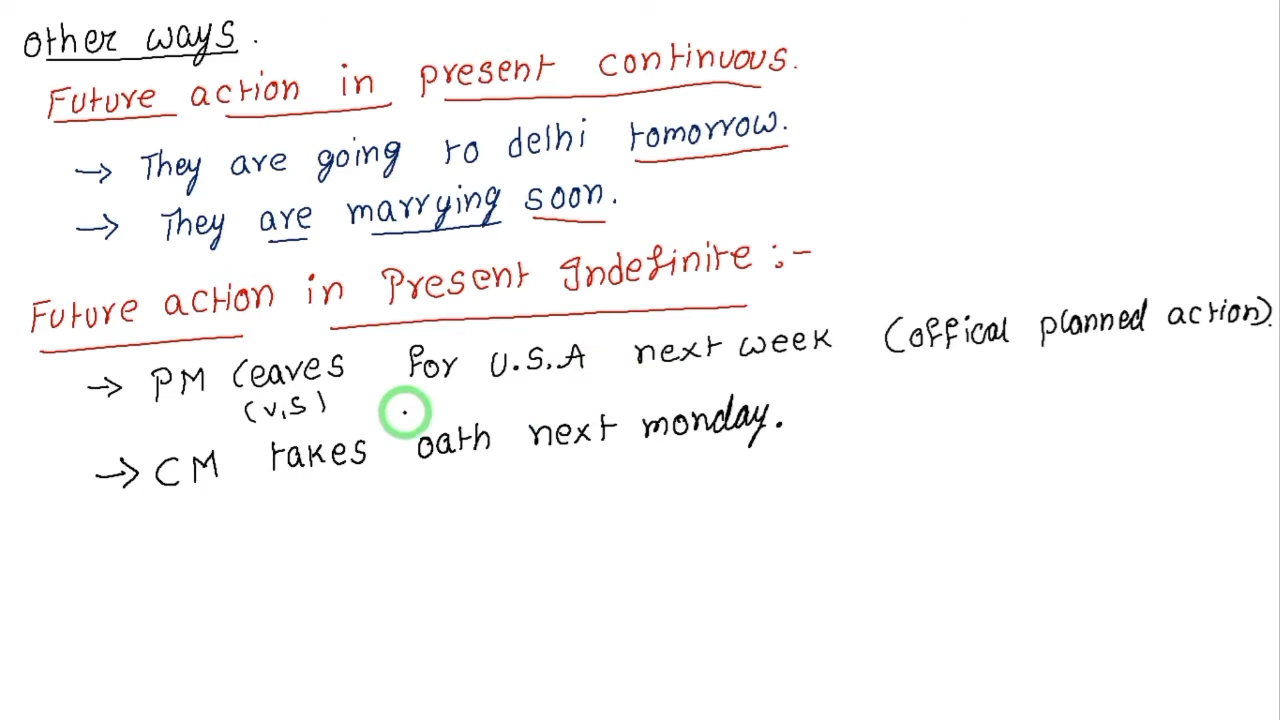 other ways.
Future action in present continuous.
→ They are going to delhi tomorrow.
→ They are marrying soon.
Future action in Present Indefinite :-
→ PM leaves for U.S.A next week (offical planned action).
(v,s)
→ CM takes oath next monday.